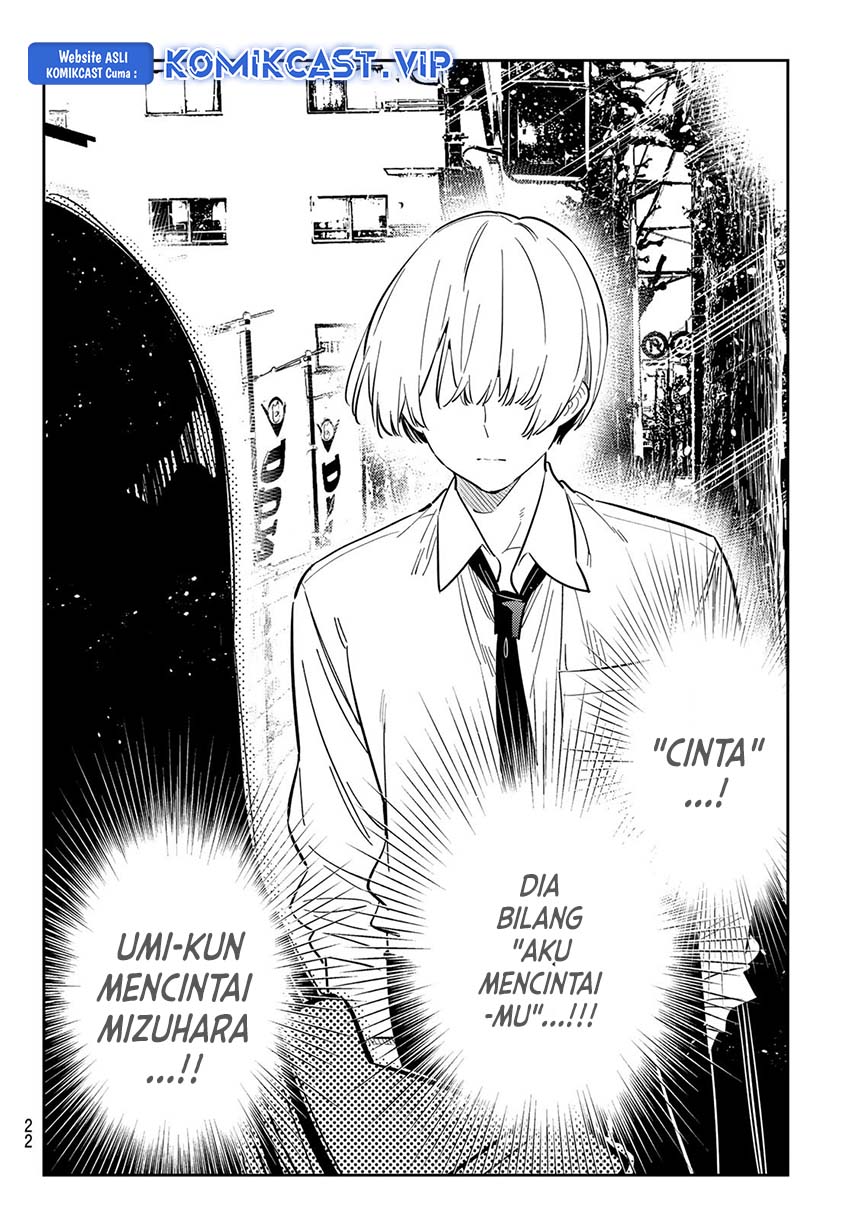 Website ASLI
KOMIKCAST Cuma :
KOMIKCAST.VIP
"CINTA"
...!
DIA
BILANG
"AKU
MENCINTAI
-MU"...!!!
UMI-KUN
MENCINTAI
MIZUHARA
...!!
22